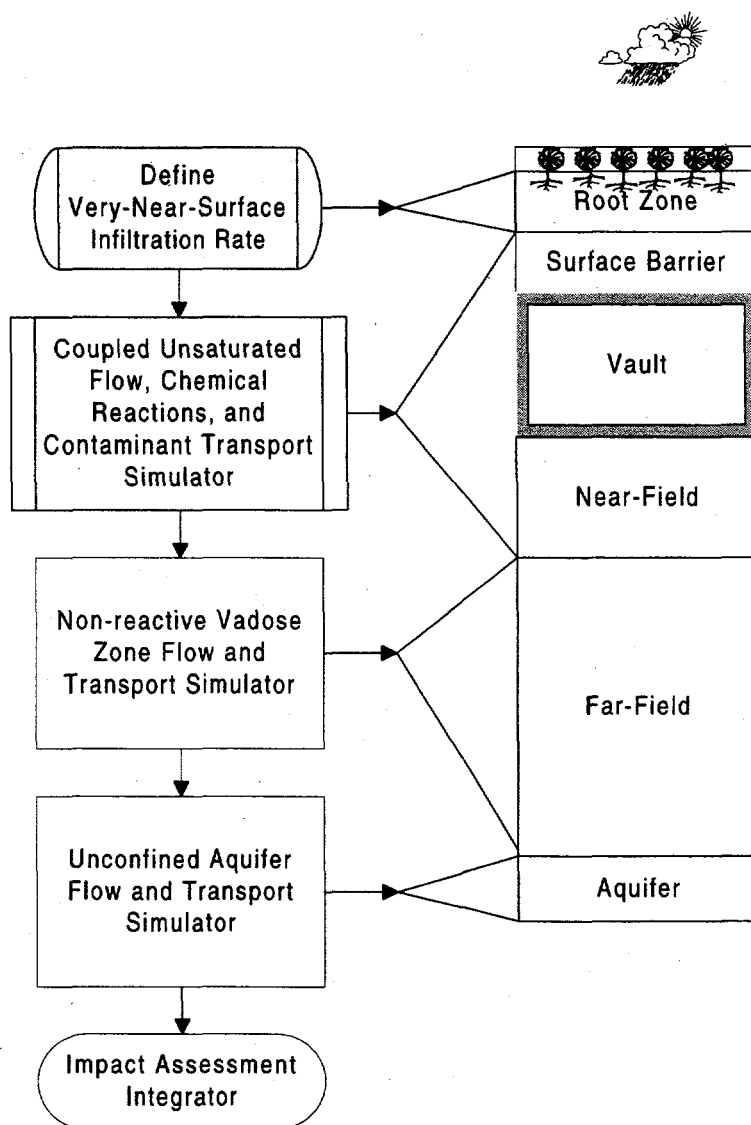 Define
Very-Near-Surface
Infiltration Rate
Root Zone
Surface Barrier
Coupled Unsaturated
Flow, Chemical
Reactions, and
Contaminant Transport
Simulator
Vault
Near-Field
Non-reactive Vadose
Zone Flow and
Transport Simulator
Far-Field
Unconfined Aquifer
Flow and Transport
Simulator
Aquifer
Impact Assessment
Integrator